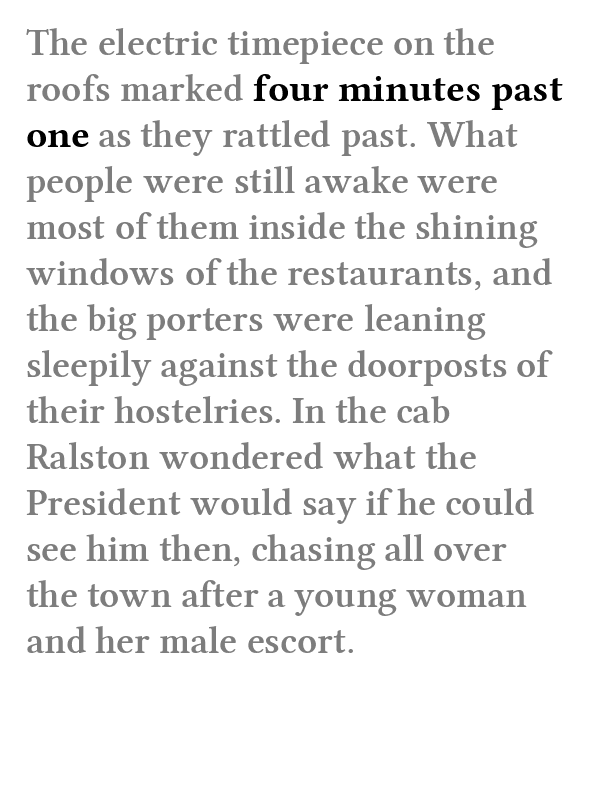 The electric timepiece on the
roofs marked four minutes past
one as they rattled past. What
people were still awake were
most of them inside the shining
windows of the restaurants, and
the big porters were leaning
sleepily against the doorposts of
their hostelries. In the cab
Ralston wondered what the
President would say if he could
see him then, chasing all over
the town after a young woman
and her male escort.